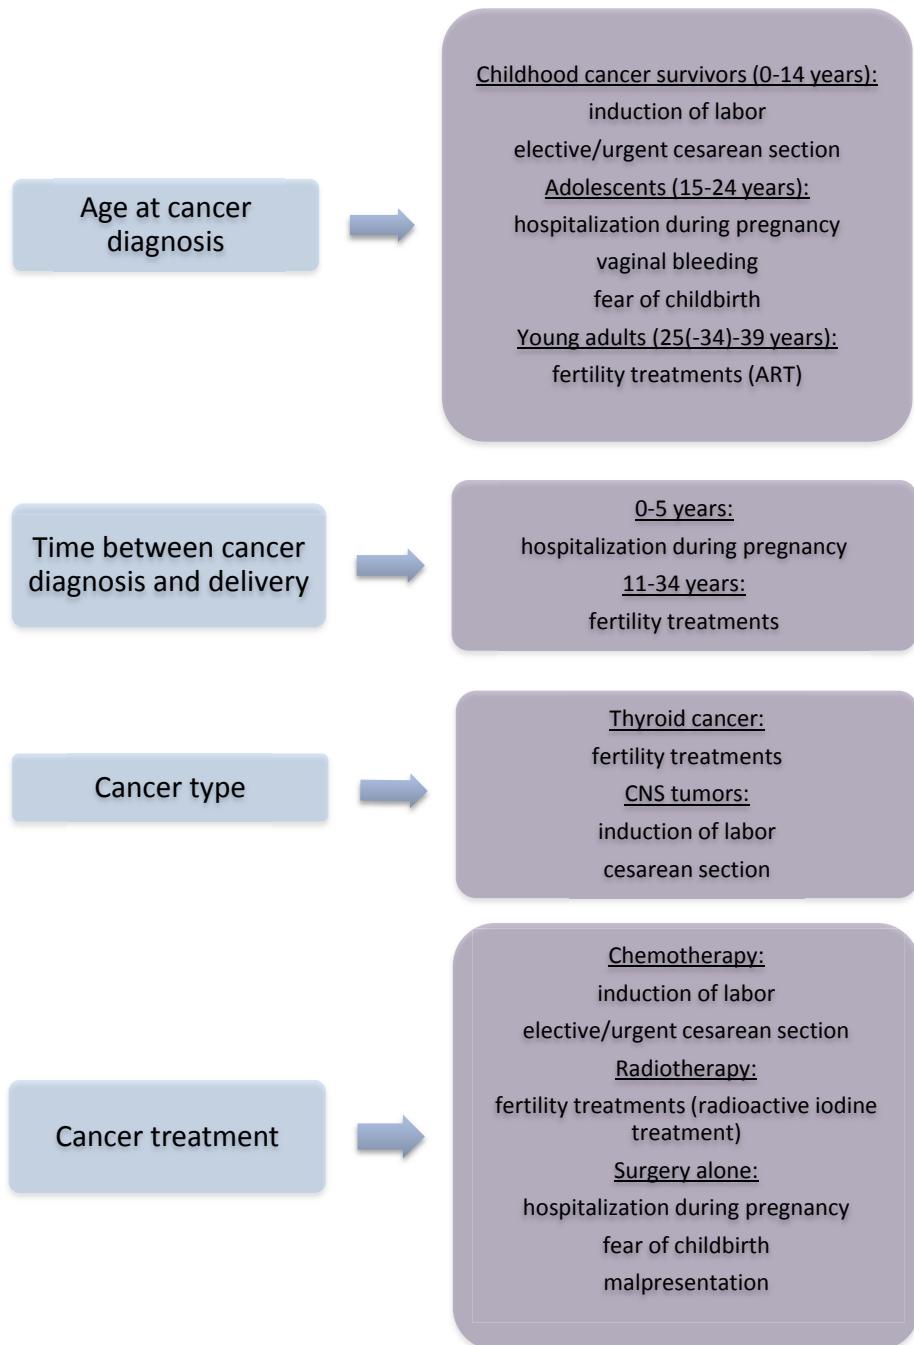 Age at cancer
diagnosis
Childhood cancer survivors (0-14 years):
induction of labor
elective/urgent cesarean section
Adolescents (15-24 years):
hospitalization during pregnancy
vaginal bleeding
fear of childbirth
Young adults (25(-34)-39 years):
fertility treatments (ART)
Time between cancer
diagnosis and delivery
0-5 years:
hospitalization during pregnancy
11-34 years:
fertility treatments
Cancer type
Thyroid cancer:
fertility treatments
CNS tumors:
induction of labor
cesarean section
Cancer treatment
Chemotherapy:
induction of labor
elective/urgent cesarean section
Radiotherapy:
fertility treatments (radioactive iodine
treatment)
Surgery alone:
hospitalization during pregnancy
fear of childbirth
malpresentation